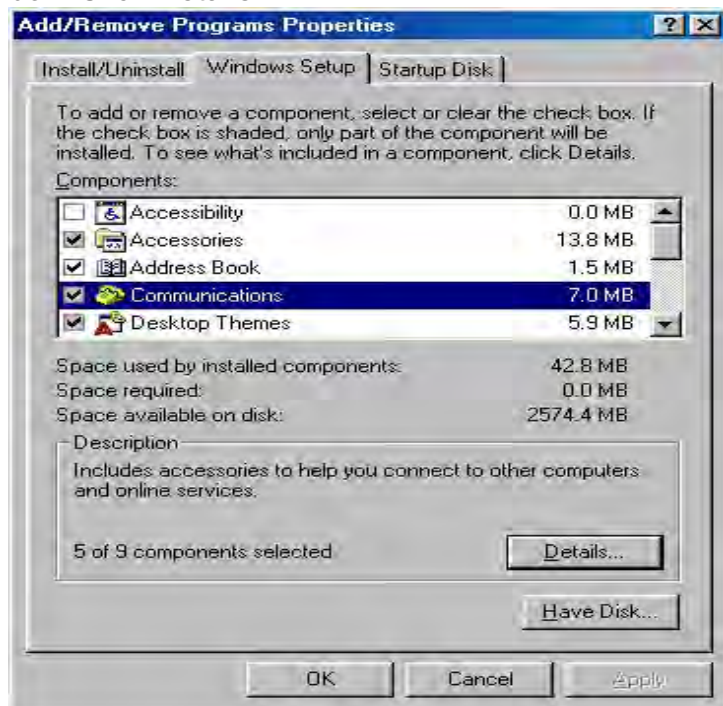 Add/Remove Programs Properties
Install/Uninstall Windows Setup Startup Disk
To add or remove a component, select or clear the check box. If
the check box is shaded, only part of the component will be
installed. To see what's included in a component, click Details.
Components:
Accessibility 0.0 MB
Accessories 13.8 MB
Address Book 1.5 MB
Communications 7.0 MB
Desktop Themes 5.9 MB
Space used by installed components: 42.8 MB
Space required: 0.0 MB
Space available on disk: 2574.4 MB
Description
Includes accessories to help you connect to other computers
and online services.
5 of 9 components selected
Details...
Have Disk...
OK Cancel Apply